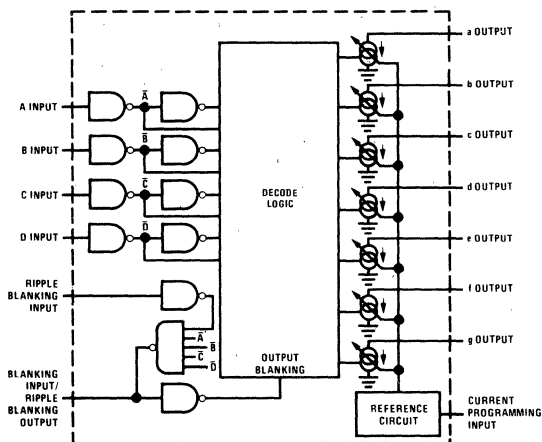 a OUTPUT
b OUTPUT
c OUTPUT
d OUTPUT
e OUTPUT
f OUTPUT
g OUTPUT
A INPUT
A̅
B INPUT
B̅
C INPUT
C̅
D INPUT
D̅
DECODE
LOGIC
RIPPLE
BLANKING
INPUT
A̅
B̅
C̅
D̅
OUTPUT
BLANKING
BLANKING
INPUT/
RIPPLE
BLANKING
OUTPUT
REFERENCE
CIRCUIT
CURRENT
PROGRAMMING
INPUT